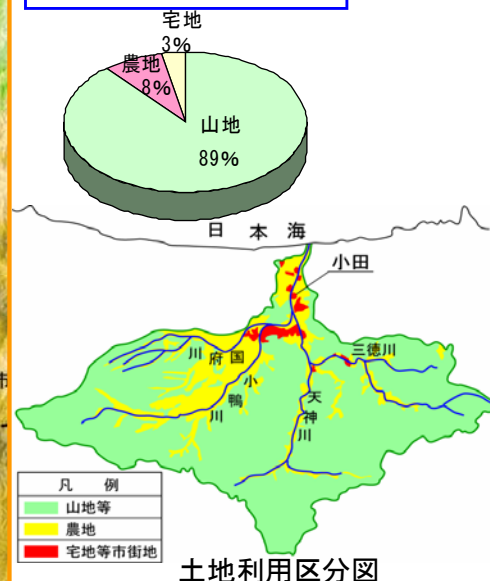 宅地
3%
農地
8%
山地
89%
日本海
小田
国府川
小鴨川
三徳川
天神川
凡 例
山地等
農地
宅地等市街地
土地利用区分図